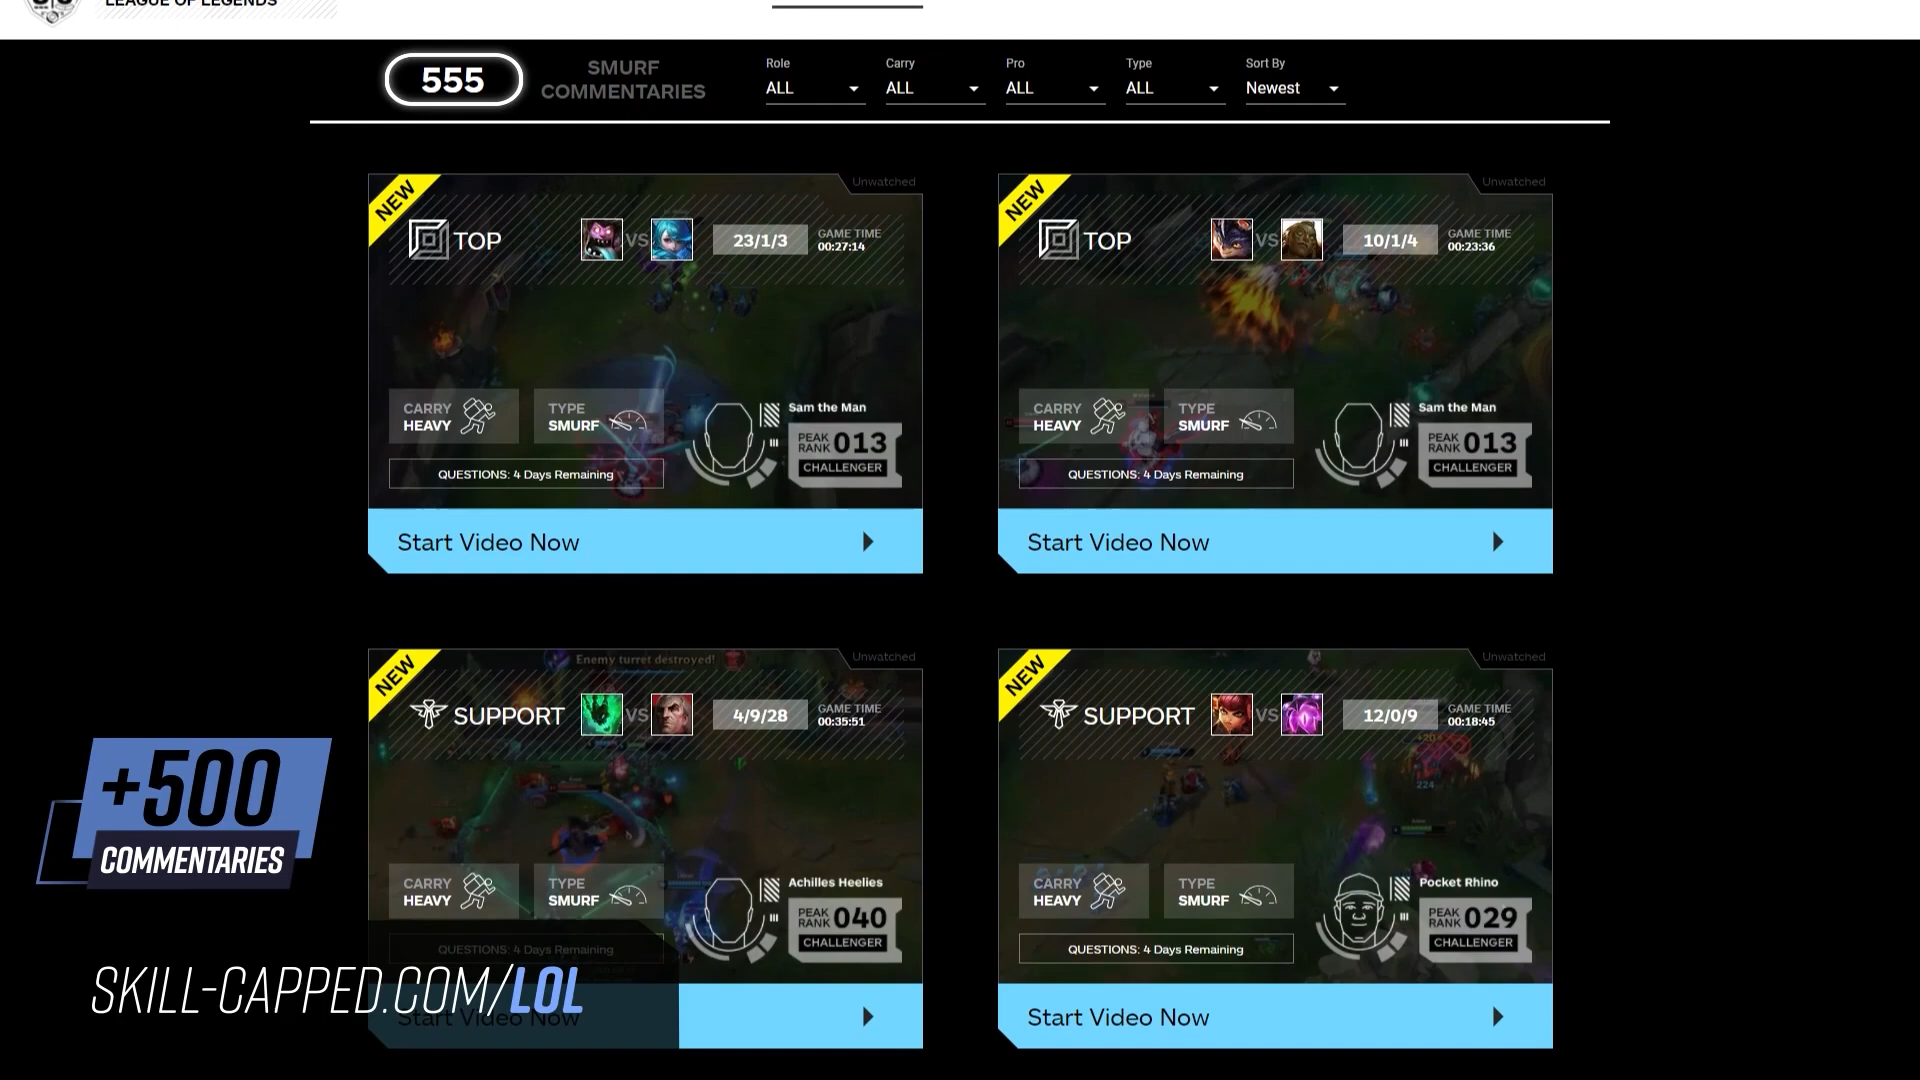 LEAGUE OF LEGENDS
555
SMURF
COMMENTARIES
Role
ALL
Carry
ALL
Pro
ALL
Type
ALL
Sort By
Newest
NEW
Unwatched
TOP
VS
23/1/3
GAME TIME
00:27:14
CARRY
HEAVY
TYPE
SMURF
Sam the Man
PEAK
RANK
013
CHALLENGER
QUESTIONS: 4 Days Remaining
Start Video Now
NEW
Unwatched
TOP
VS
10/1/4
GAME TIME
00:23:36
CARRY
HEAVY
TYPE
SMURF
Sam the Man
PEAK
RANK
013
CHALLENGER
QUESTIONS: 4 Days Remaining
Start Video Now
NEW
Enemy turret destroyed!
Unwatched
SUPPORT
VS
4/9/28
GAME TIME
00:35:51
CARRY
HEAVY
TYPE
SMURF
Achilles Heelies
PEAK
RANK
040
CHALLENGER
QUESTIONS: 4 Days Remaining
Start Video Now
NEW
Unwatched
SUPPORT
VS
12/0/9
GAME TIME
00:18:45
224
CARRY
HEAVY
TYPE
SMURF
Pocket Rhino
PEAK
RANK
029
CHALLENGER
QUESTIONS: 4 Days Remaining
Start Video Now
+500
COMMENTARIES
SKILL-CAPPED.COM/LOL